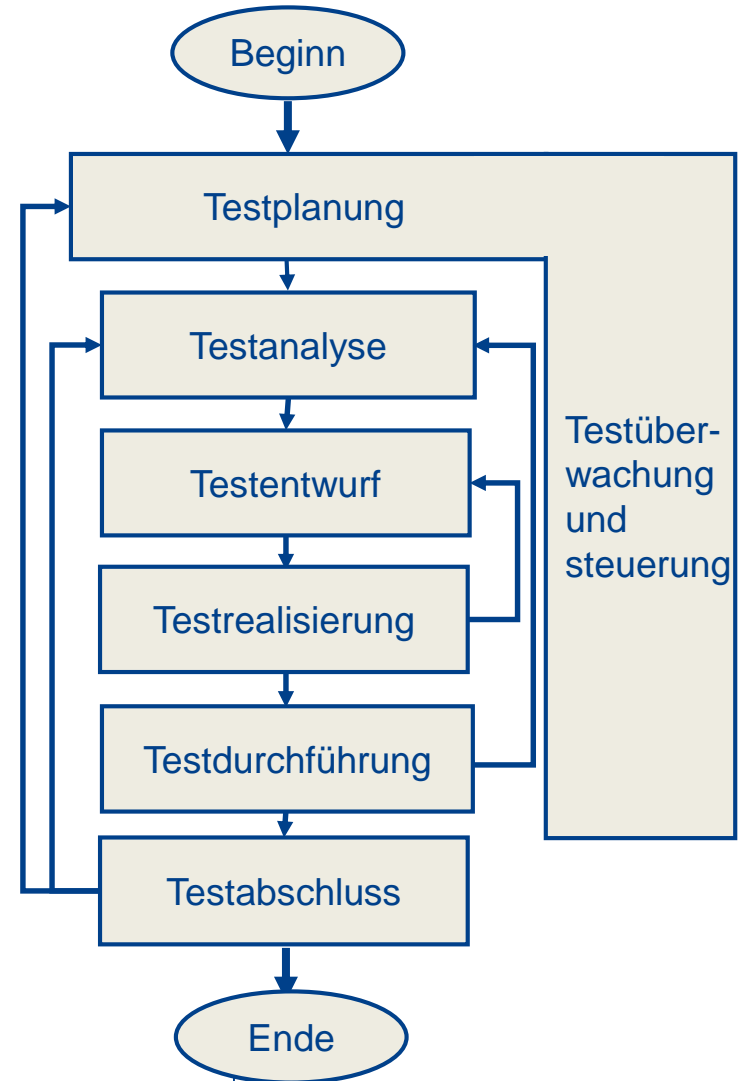 Beginn
Testplanung
Testanalyse
Testentwurf
Testrealisierung
Testdurchführung
Testabschluss
Ende
Testüber-
wachung
und
steuerung